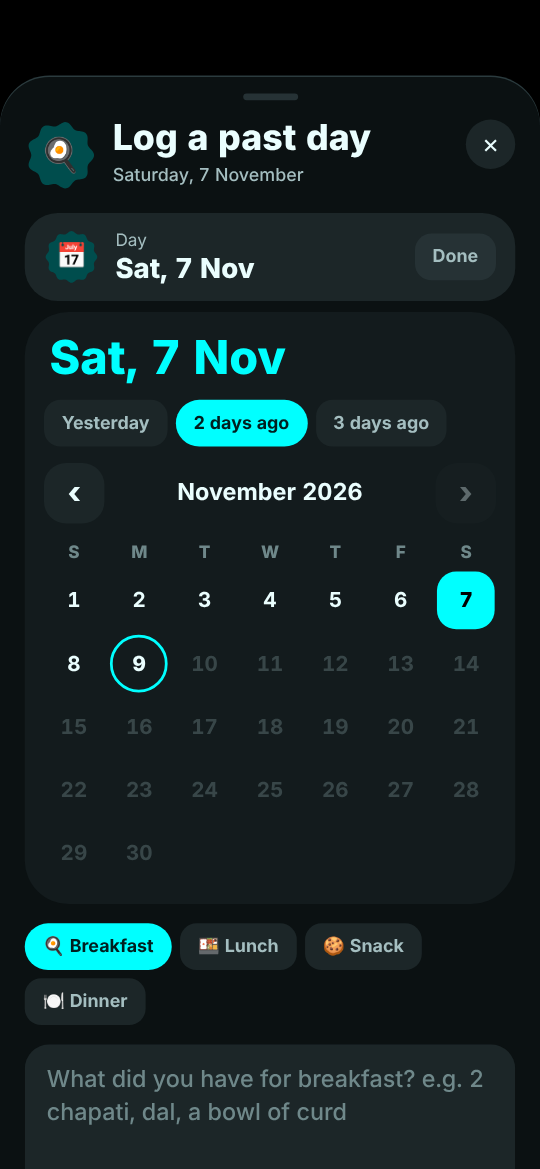 Log a past day
Saturday, 7 November
July
17
Day
Sat, 7 Nov
Done
Sat, 7 Nov
Yesterday
2 days ago
3 days ago
November 2026
S M T W T F S
1 2 3 4 5 6 7
8 9 10 11 12 13 14
15 16 17 18 19 20 21
22 23 24 25 26 27 28
29 30
Breakfast
Lunch
Snack
Dinner
What did you have for breakfast? e.g. 2
chapati, dal, a bowl of curd